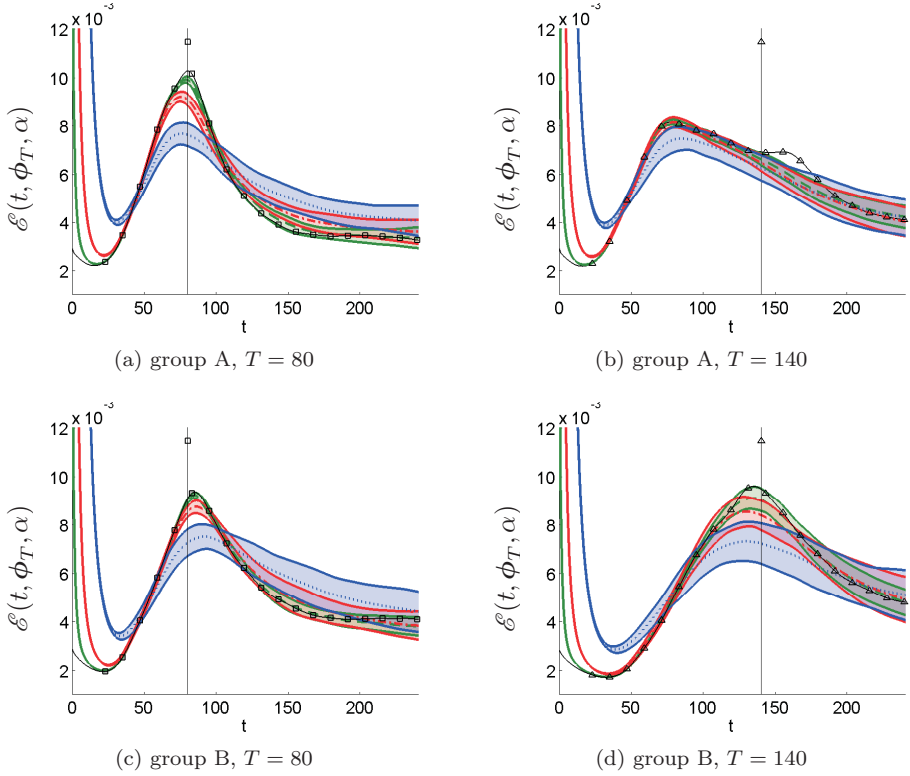 x 10⁻³
12
10
8
6
4
2
ℰ(t, ϕ_T, α)
0 50 100 150 200
t
(a) group A, T = 80
x 10⁻³
12
10
8
6
4
2
ℰ(t, ϕ_T, α)
0 50 100 150 200
t
(b) group A, T = 140
x 10⁻³
12
10
8
6
4
2
ℰ(t, ϕ_T, α)
0 50 100 150 200
t
(c) group B, T = 80
x 10⁻³
12
10
8
6
4
2
ℰ(t, ϕ_T, α)
0 50 100 150 200
t
(d) group B, T = 140